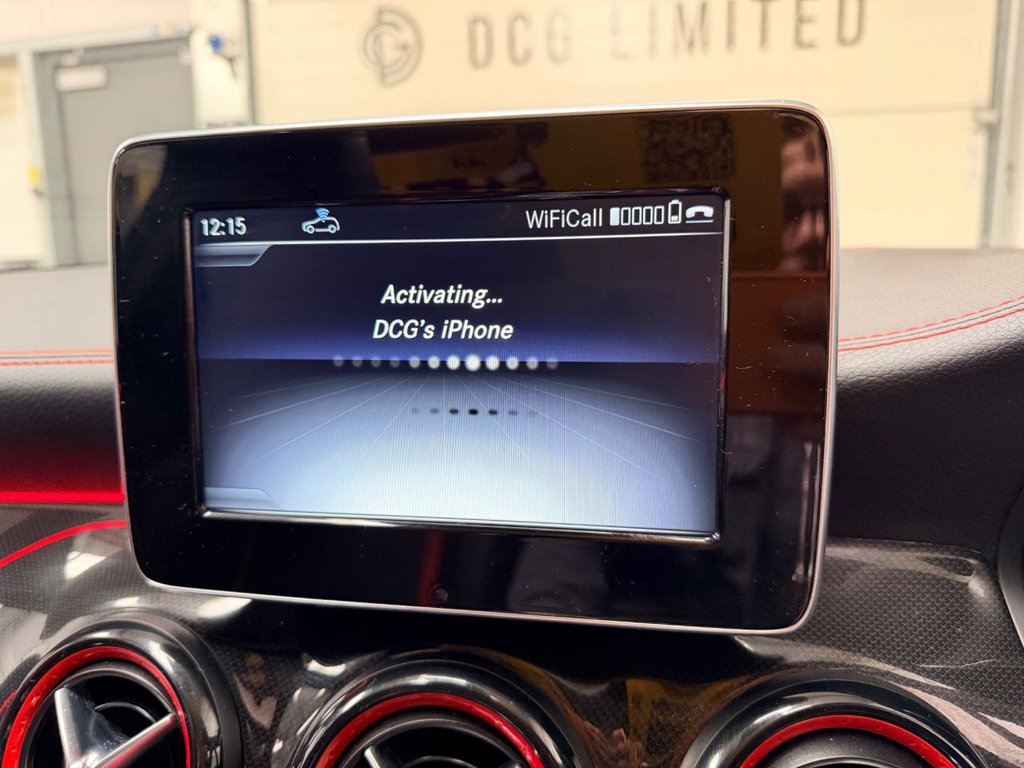 DCG LIMITED
12:15 WiFiCall
Activating...
DCG's iPhone